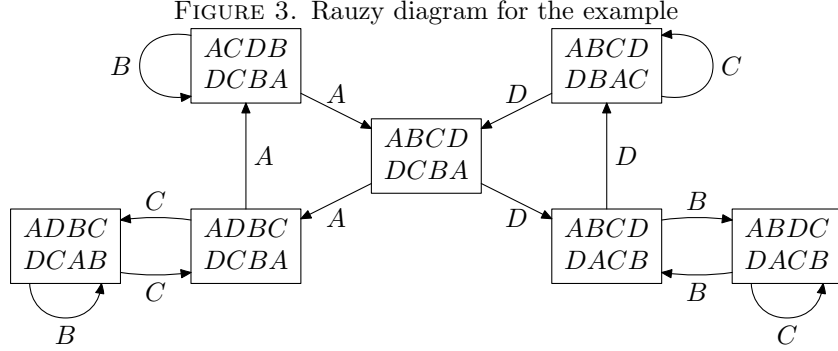 FIGURE 3. Rauzy diagram for the example
B
ACDB
DCBA
A
ABCD
DCBA
D
ABCD
DBAC
C
A
D
C
ADBC
DCAB
C
B
ADBC
DCBA
A
D
ABCD
DACB
B
B
ABDC
DACB
C